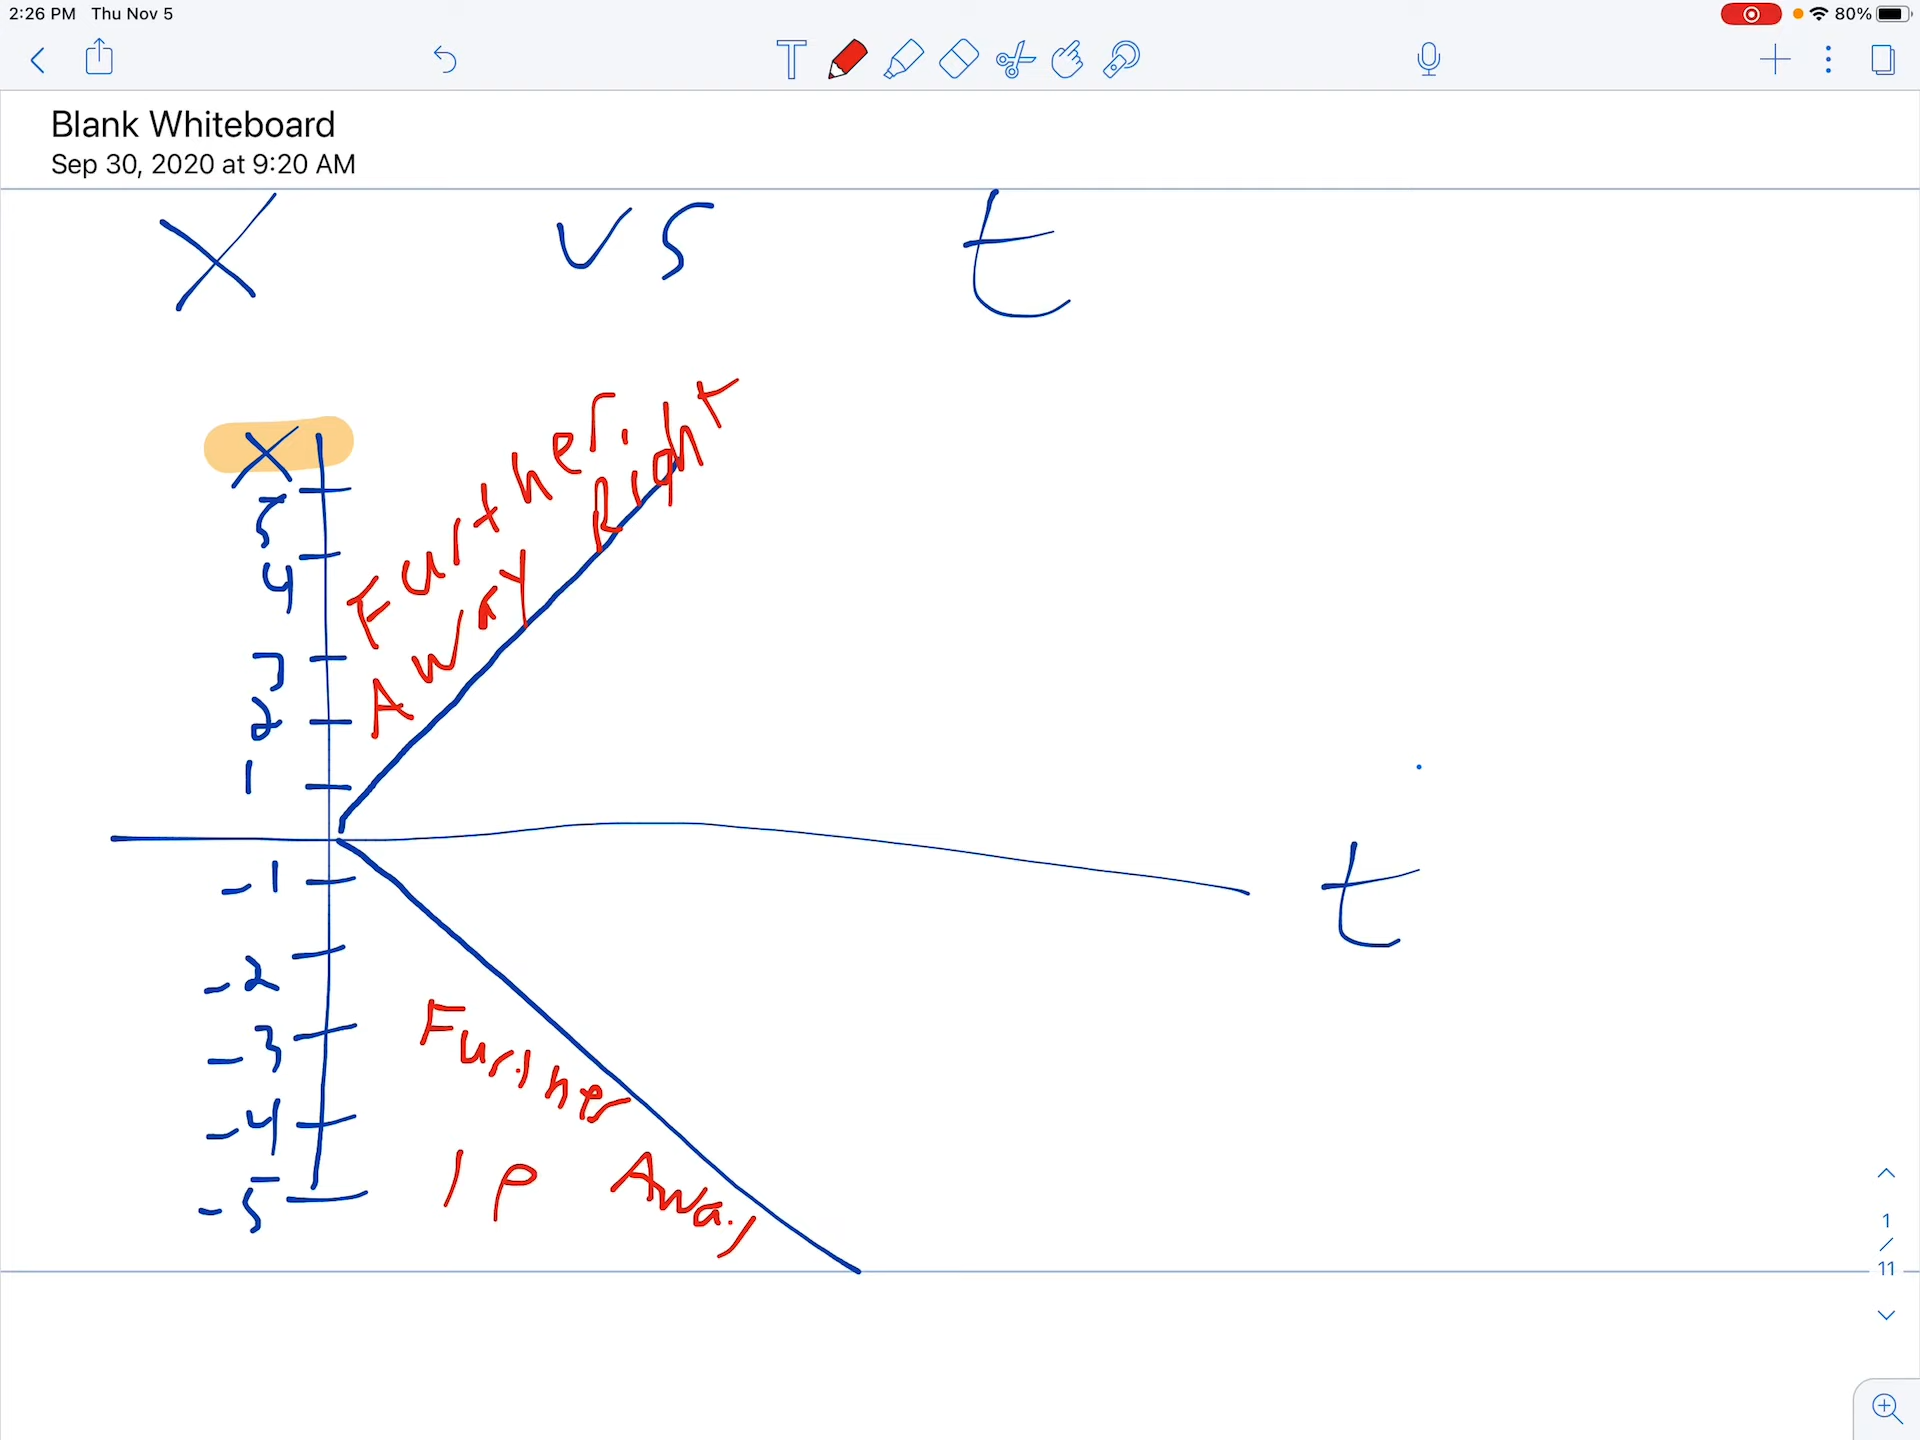 2:26 PM Thu Nov 5
80%
Blank Whiteboard
Sep 30, 2020 at 9:20 AM
x vs t
x
Further
Away Right
5
4
3
2
1
t
-1
-2
-3
-4
-5
Further
Away
1
/
11